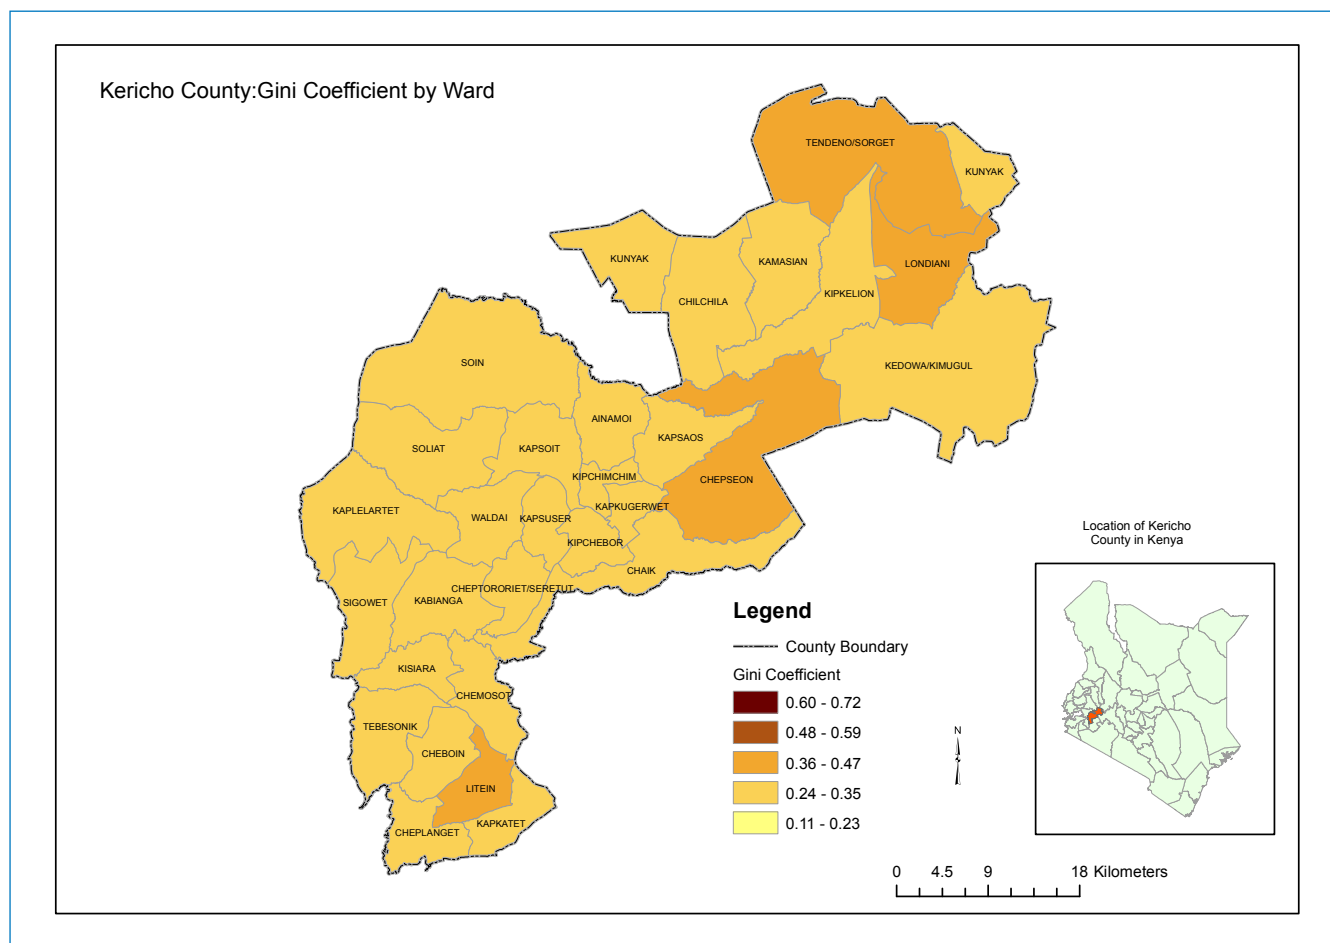 Kericho County:Gini Coefficient by Ward
TENDENO/SORGET
KUNYAK
KUNYAK
KAMASIAN
LONDIANI
CHILCHILA
KIPKELION
SOIN
KEDOWA/KIMUGUL
AINAMOI
KAPSAOS
SOLIAT
KAPSOIT
KIPCHIMCHIM
CHEPSEON
KAPLELARTET
WALDAI
KAPSUSER
KAPKUGERWET
KIPCHEBOR
CHAIK
CHEPTORORIET/SERETUT
SIGOWET
KABIANGA
KISIARA
CHEMOSOT
TEBESONIK
CHEBOIN
LITEIN
CHEPLANGET
KAPKATET
Legend
County Boundary
Gini Coefficient
0.60 - 0.72
0.48 - 0.59
0.36 - 0.47
0.24 - 0.35
0.11 - 0.23
N
Location of Kericho
County in Kenya
0 4.5 9 18 Kilometers